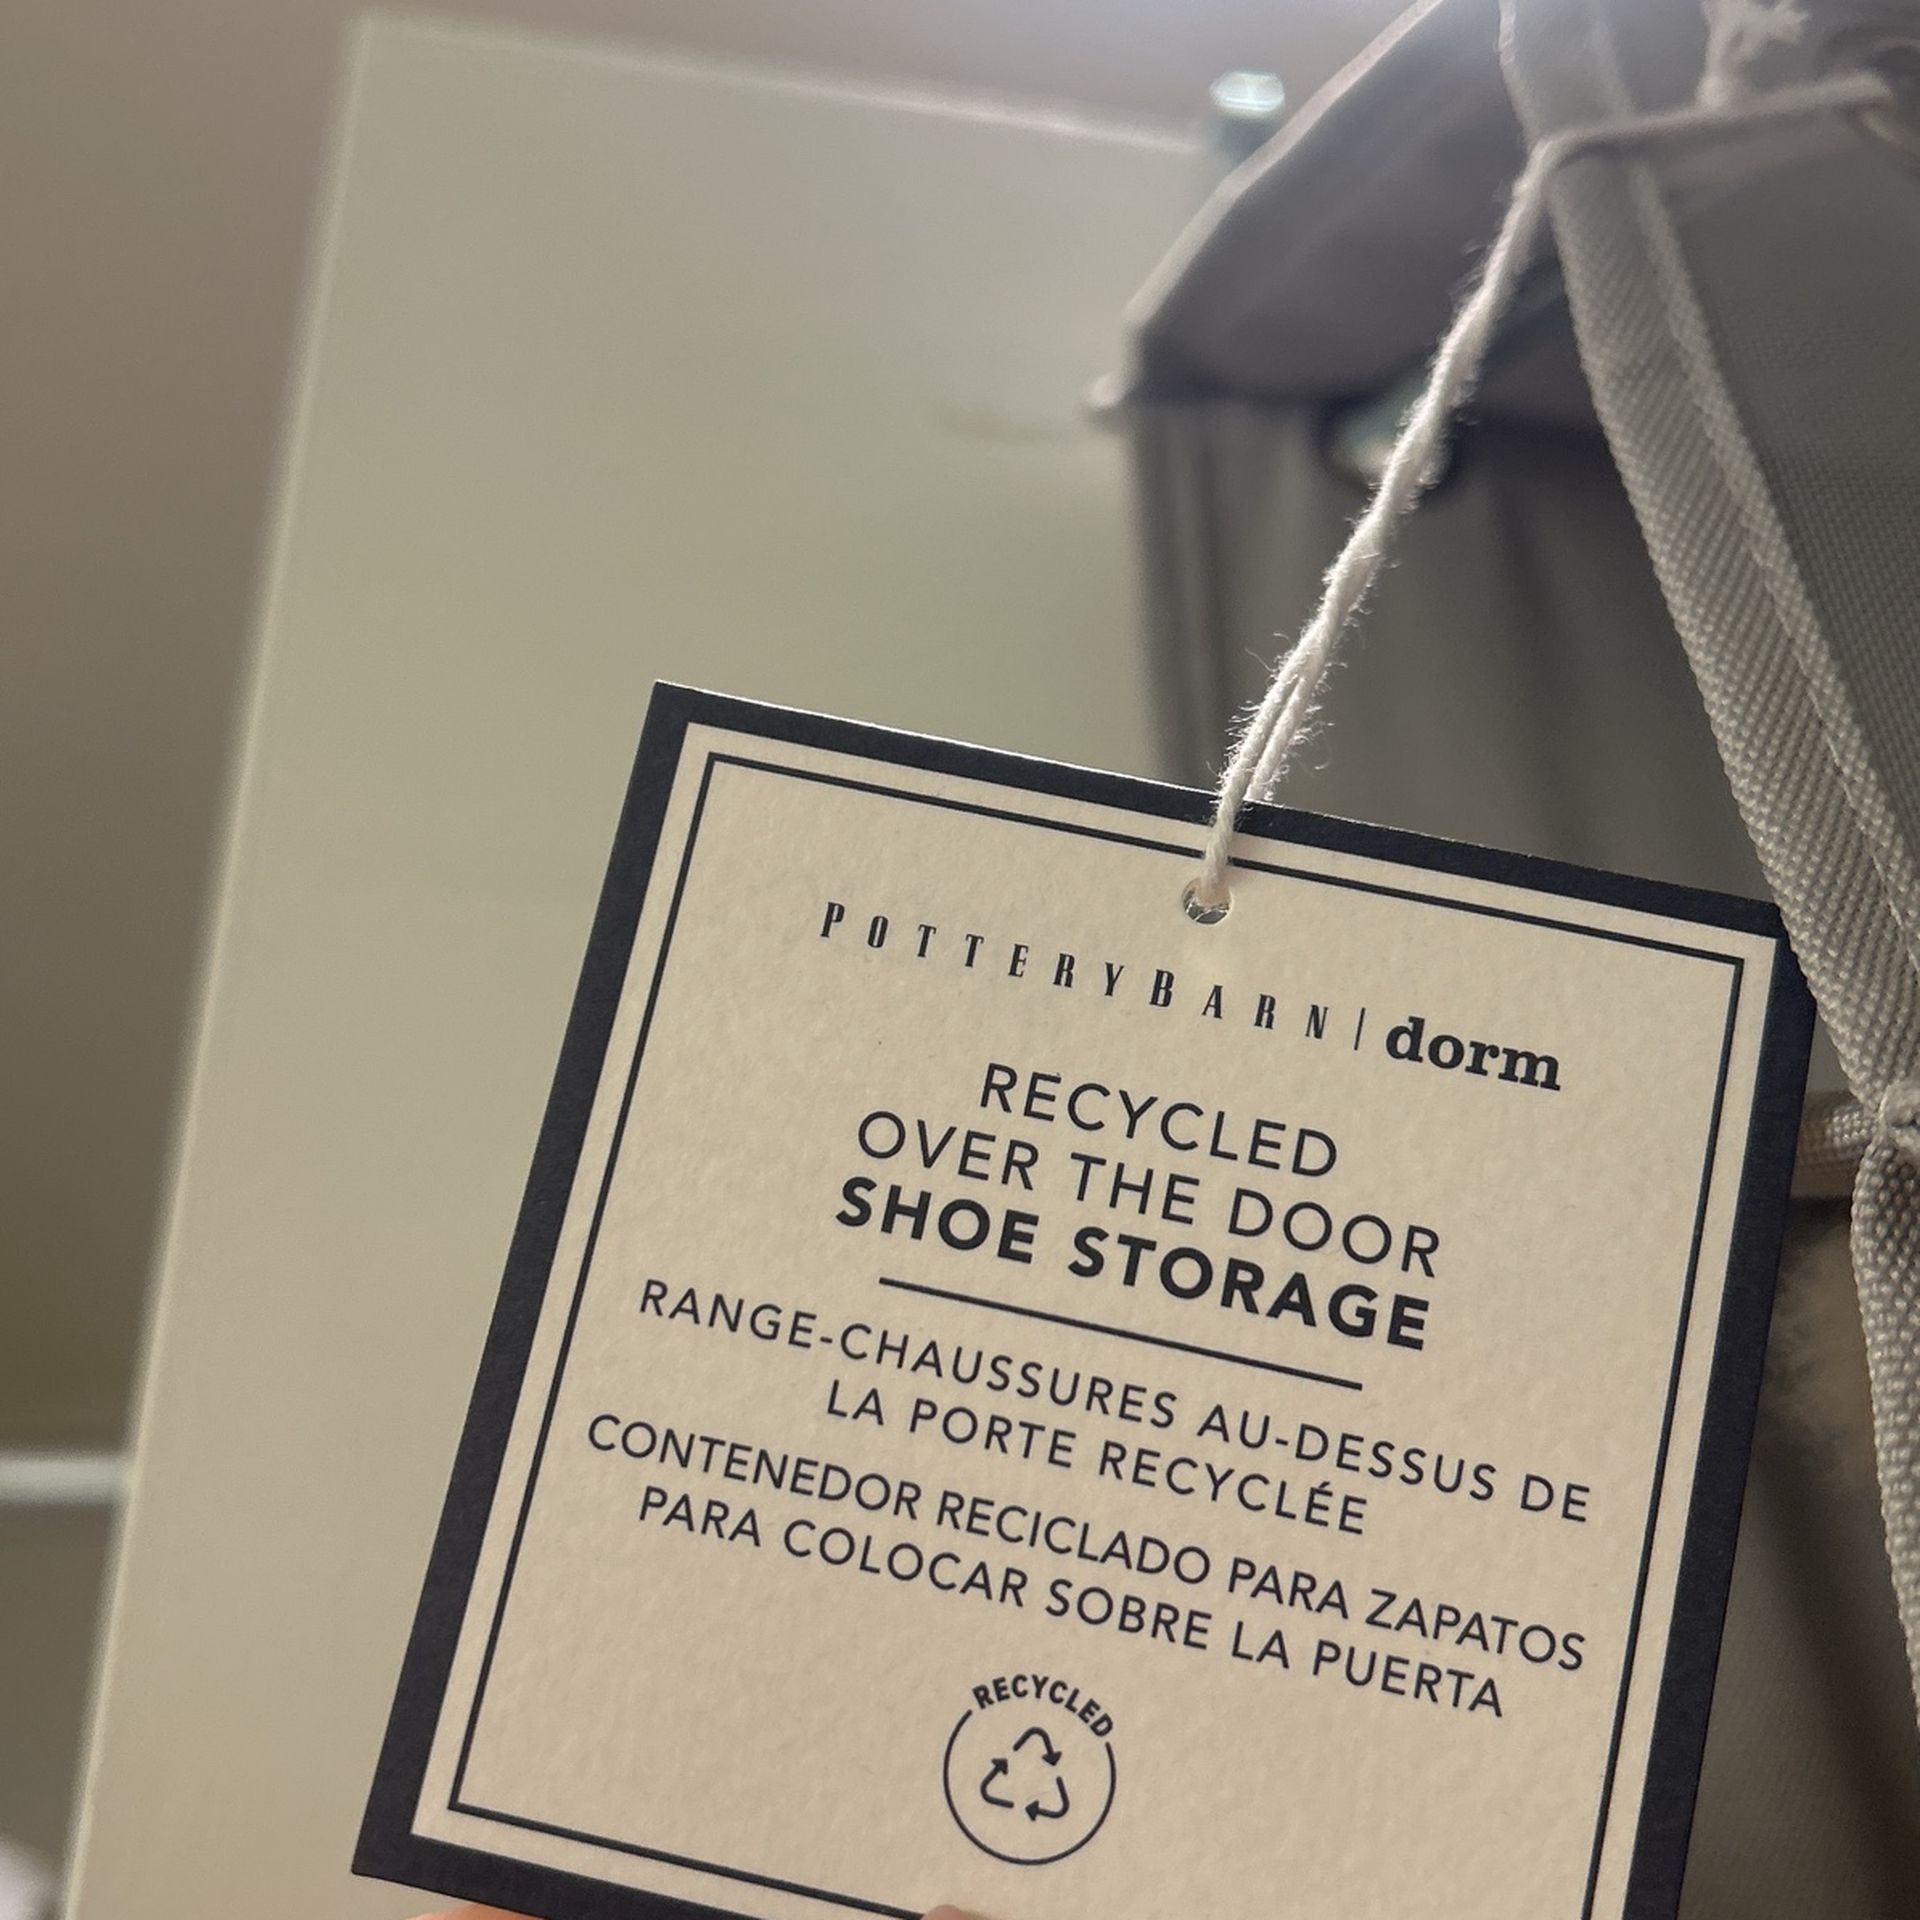 POTTERYBARN | dorm
RECYCLED
OVER THE DOOR
SHOE STORAGE
RANGE-CHAUSSURES AU-DESSUS DE
LA PORTE RECYCLÉE
CONTENEDOR RECICLADO PARA ZAPATOS
PARA COLOCAR SOBRE LA PUERTA
RECYCLED